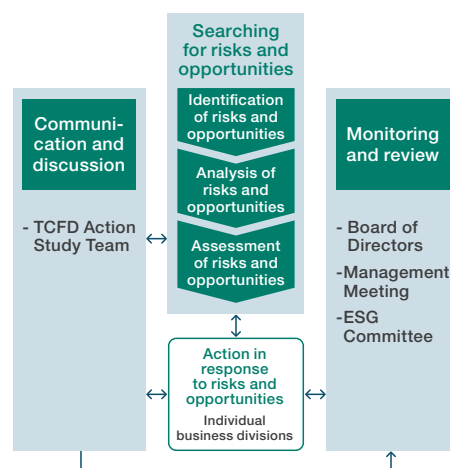 Searching
for risks and
opportunities
Identification
of risks and
opportunities
Analysis of
risks and
opportunities
Assessment
of risks and
opportunities
Communi-
cation and
discussion
- TCFD Action
Study Team
Monitoring
and review
- Board of
Directors
-Management
Meeting
-ESG
Committee
Action in
response
to risks and
opportunities
Individual
business divisions